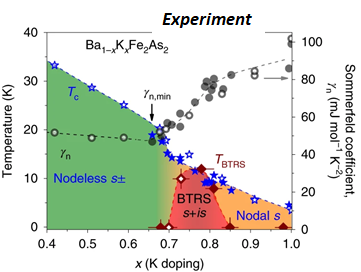 Experiment
Ba1−xKxFe2As2
Tc
γn,min
γn
TBTRS
Nodeless s±
BTRS
s+is
Nodal s
40
30
20
10
0
Temperature (K)
100
80
60
40
20
0
Sommerfeld coefficient,
γn (mJ mol−1 K−2)
0.4 0.5 0.6 0.7 0.8 0.9 1.0
x (K doping)